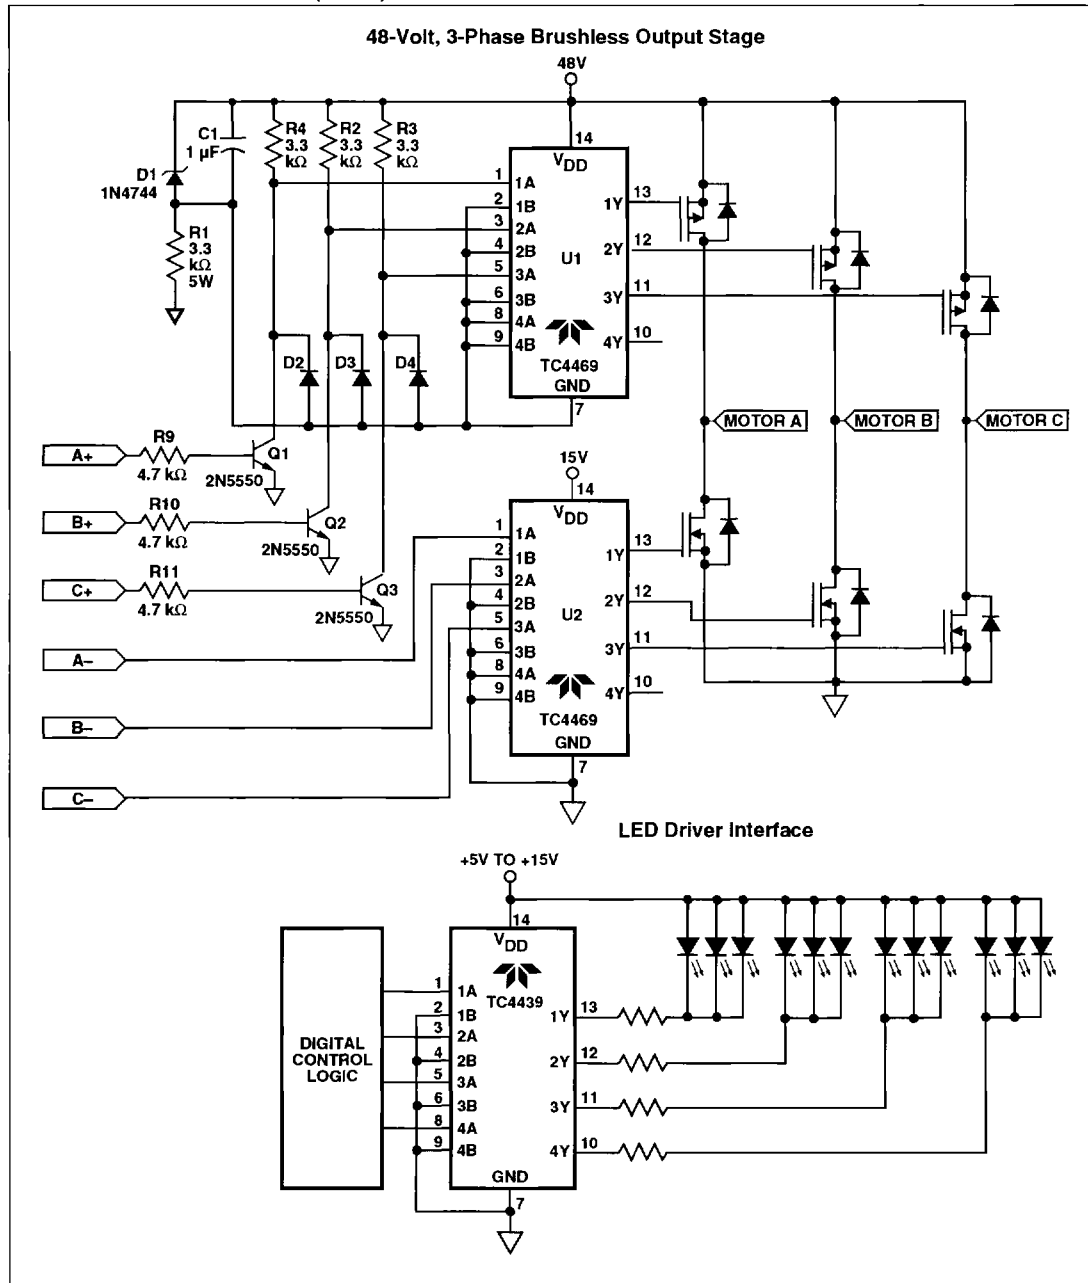 48-Volt, 3-Phase Brushless Output Stage
48V
R4
3.3
kΩ
R2
3.3
kΩ
R3
3.3
kΩ
C1
1 µF
D1
1N4744
R1
3.3
kΩ
5W
14
VDD
1 1A
2 1B
3 2A
4 2B
5 3A
6 3B
8 4A
9 4B
1Y 13
2Y 12
3Y 11
4Y 10
U1
TC4469
GND
7
D2
D3
D4
MOTOR A
MOTOR B
MOTOR C
A+
R9
4.7 kΩ
Q1
2N5550
B+
R10
4.7 kΩ
Q2
2N5550
C+
R11
4.7 kΩ
Q3
2N5550
A–
B–
C–
15V
14
VDD
1 1A
2 1B
3 2A
4 2B
5 3A
6 3B
8 4A
9 4B
1Y 13
2Y 12
3Y 11
4Y 10
U2
TC4469
GND
7
LED Driver Interface
+5V TO +15V
14
VDD
TC4439
DIGITAL
CONTROL
LOGIC
1 1A
2 1B
3 2A
4 2B
5 3A
6 3B
8 4A
9 4B
1Y 13
2Y 12
3Y 11
4Y 10
GND
7